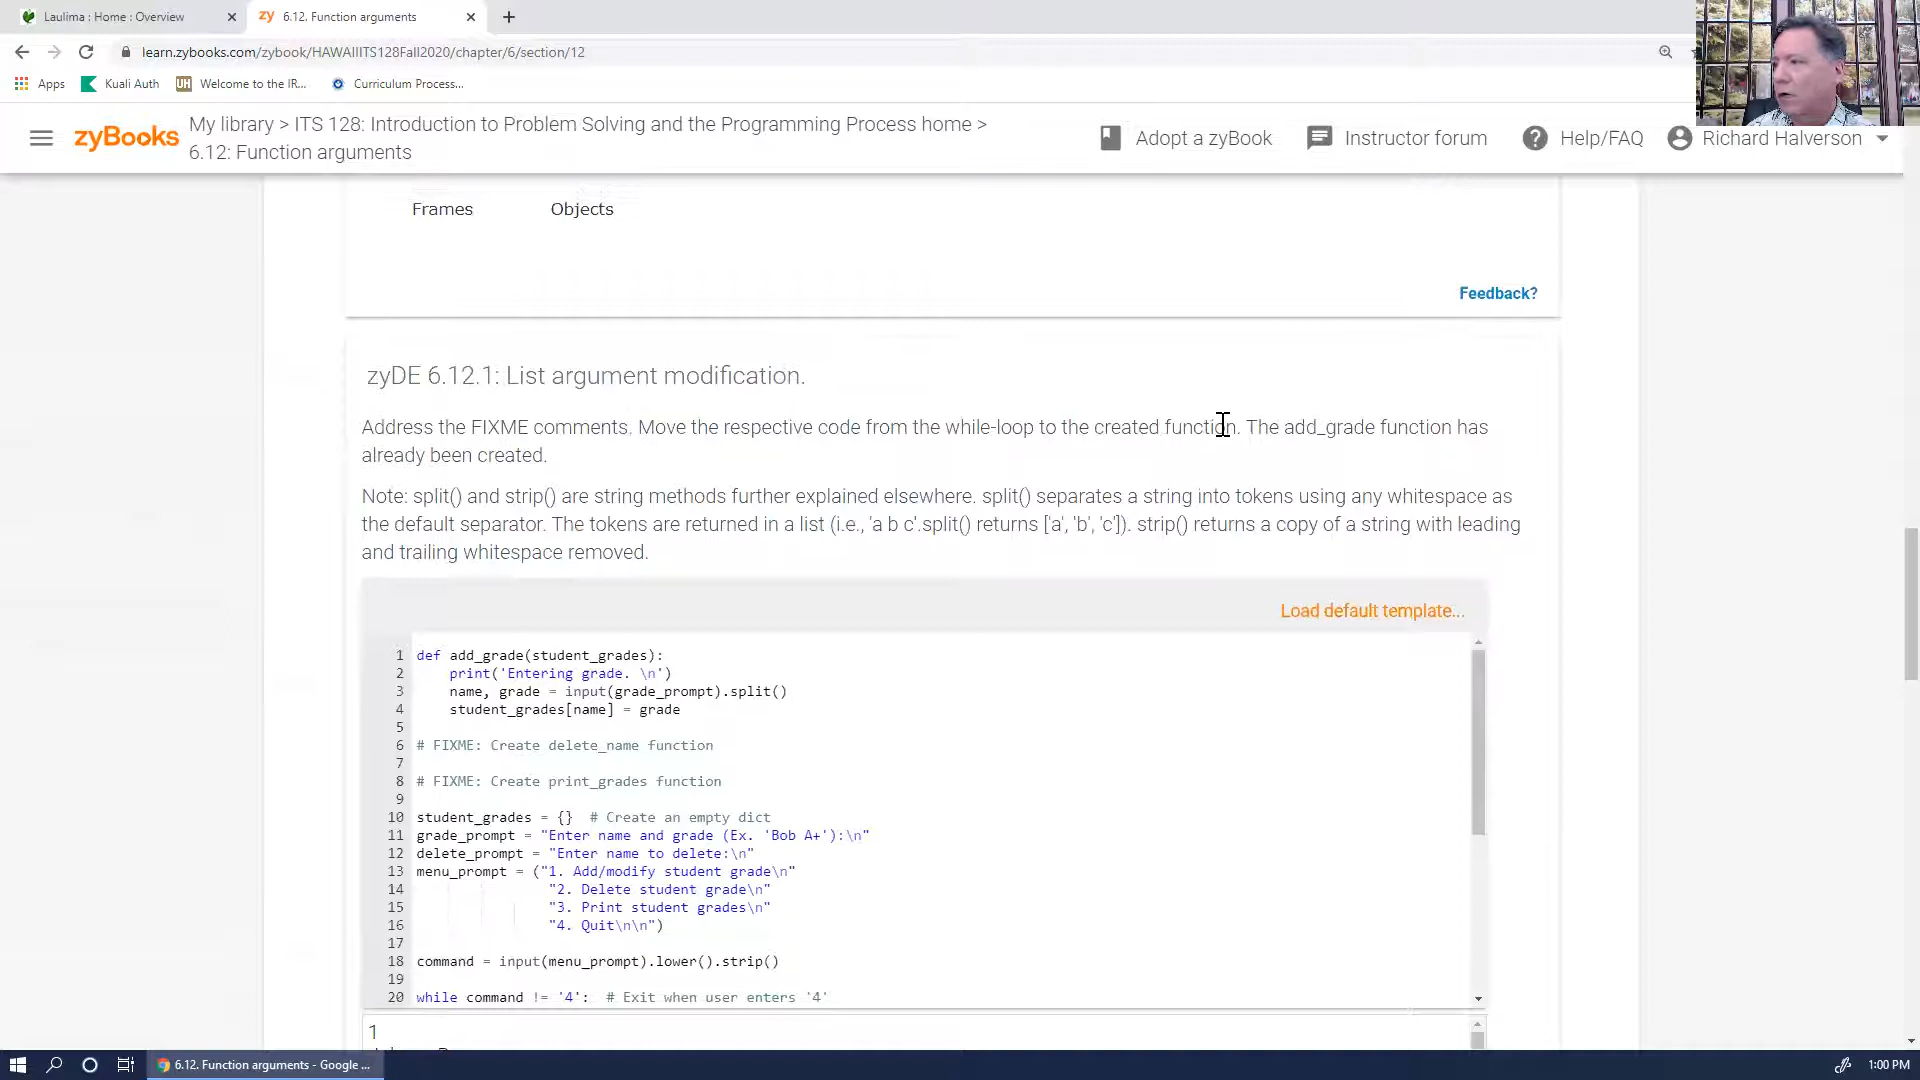 Laulima : Home : Overview
zy 6.12. Function arguments
learn.zybooks.com/zybook/HAWAIIITS128Fall2020/chapter/6/section/12
Apps
Kuali Auth
UH Welcome to the IR...
Curriculum Process...
zyBooks
My library > ITS 128: Introduction to Problem Solving and the Programming Process home >
6.12: Function arguments
Adopt a zyBook
Instructor forum
Help/FAQ
Richard Halverson
Frames
Objects
Feedback?
zyDE 6.12.1: List argument modification.
Address the FIXME comments. Move the respective code from the while-loop to the created function. The add_grade function has
already been created.
Note: split() and strip() are string methods further explained elsewhere. split() separates a string into tokens using any whitespace as
the default separator. The tokens are returned in a list (i.e., 'a b c'.split() returns ['a', 'b', 'c']). strip() returns a copy of a string with leading
and trailing whitespace removed.
Load default template...
1 def add_grade(student_grades):
2     print('Entering grade. \n')
3     name, grade = input(grade_prompt).split()
4     student_grades[name] = grade
5
6 # FIXME: Create delete_name function
7
8 # FIXME: Create print_grades function
9
10 student_grades = {}  # Create an empty dict
11 grade_prompt = "Enter name and grade (Ex. 'Bob A+'):\n"
12 delete_prompt = "Enter name to delete:\n"
13 menu_prompt = ("1. Add/modify student grade\n"
14                "2. Delete student grade\n"
15                "3. Print student grades\n"
16                "4. Quit\n\n")
17
18 command = input(menu_prompt).lower().strip()
19
20 while command != '4':  # Exit when user enters '4'
1
6.12. Function arguments - Google ...
1:00 PM